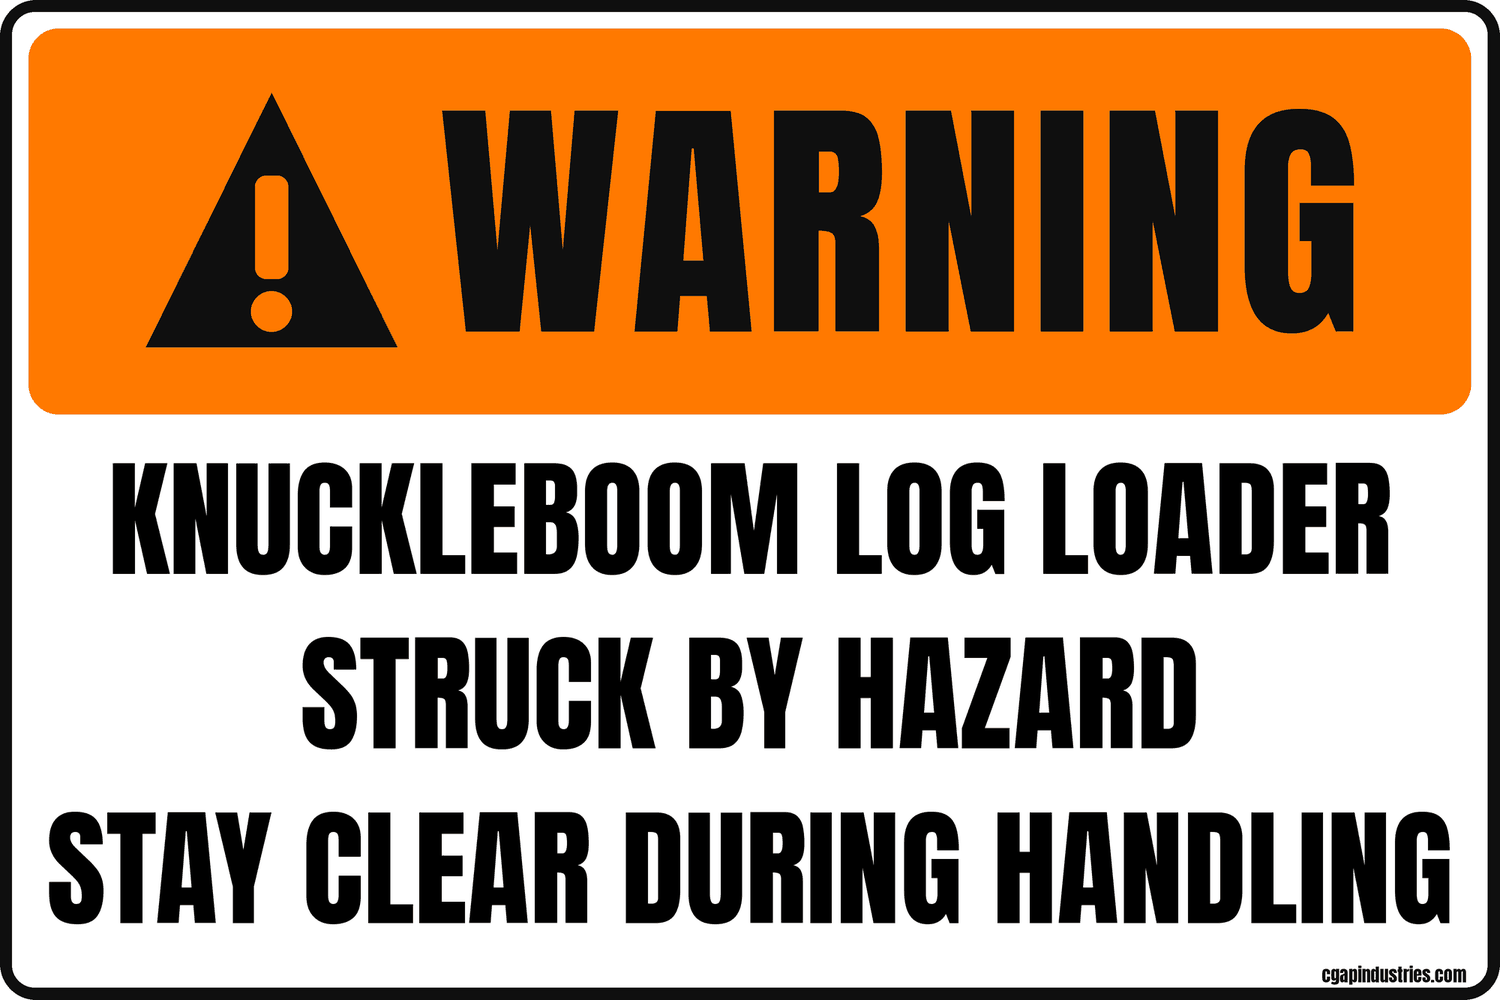 WARNING
KNUCKLEBOOM LOG LOADER
STRUCK BY HAZARD
STAY CLEAR DURING HANDLING
cgapindustries.com